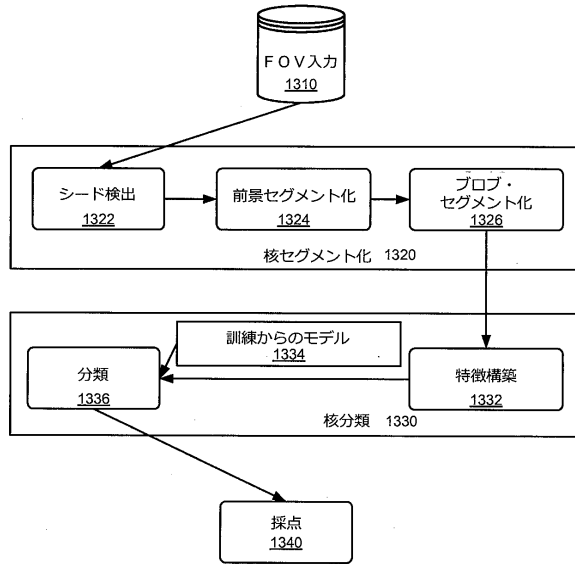 FOV入力
1310
シード検出
1322
前景セグメント化
1324
ブロブ・
セグメント化
1326
核セグメント化 1320
訓練からのモデル
1334
分類
1336
特徴構築
1332
核分類 1330
採点
1340